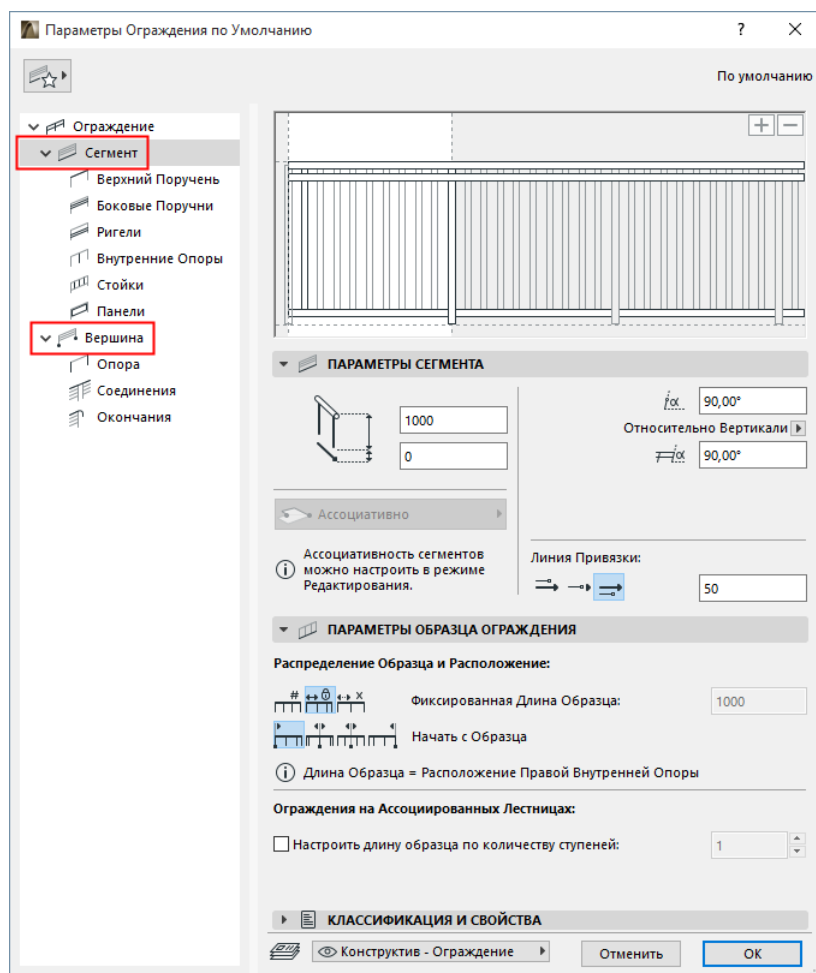 Параметры Ограждения по Умолчанию
?
По умолчанию
Ограждение
Сегмент
Верхний Поручень
Боковые Поручни
Ригели
Внутренние Опоры
Стойки
Панели
Вершина
Опора
Соединения
Окончания
ПАРАМЕТРЫ СЕГМЕНТА
1000
0
α
90,00°
Относительно Вертикали
α
90,00°
Ассоциативно
Ассоциативность сегментов
можно настроить в режиме
Редактирования.
Линия Привязки:
50
ПАРАМЕТРЫ ОБРАЗЦА ОГРАЖДЕНИЯ
Распределение Образца и Расположение:
# x
Фиксированная Длина Образца:
1000
Начать с Образца
Длина Образца = Расположение Правой Внутренней Опоры
Ограждения на Ассоциированных Лестницах:
Настроить длину образца по количеству ступеней:
1
КЛАССИФИКАЦИЯ И СВОЙСТВА
Конструктив - Ограждение
Отменить
ОК